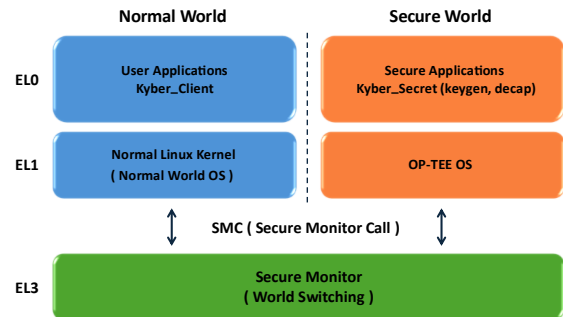 Normal World
Secure World
EL0
User Applications
Kyber_Client
Secure Applications
Kyber_Secret (keygen, decap)
EL1
Normal Linux Kernel
( Normal World OS )
OP-TEE OS
SMC ( Secure Monitor Call )
EL3
Secure Monitor
( World Switching )